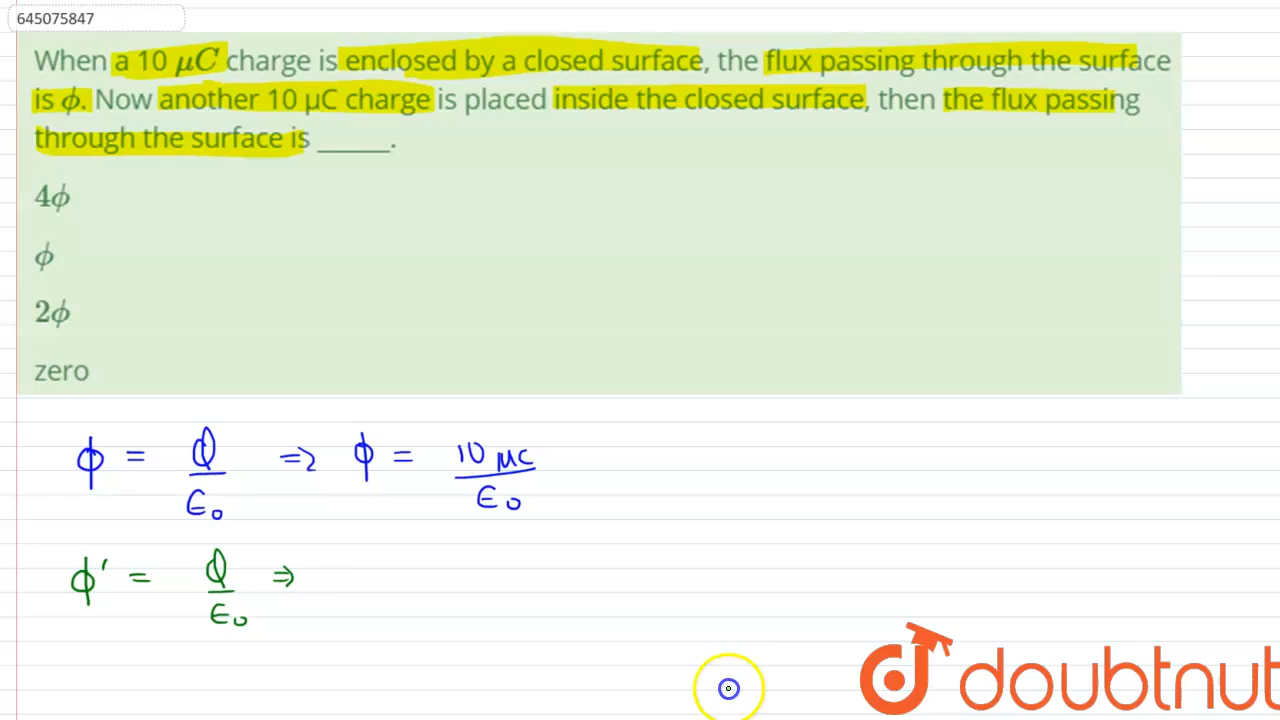 645075847
When a 10 μC charge is enclosed by a closed surface, the flux passing through the surface
is ϕ. Now another 10 μC charge is placed inside the closed surface, then the flux passing
through the surface is _____.
4ϕ
ϕ
2ϕ
zero
ϕ = Q/ϵ₀ ⇒ ϕ = 10 μC/ϵ₀
ϕ' = Q/ϵ₀ ⇒
doubtnut